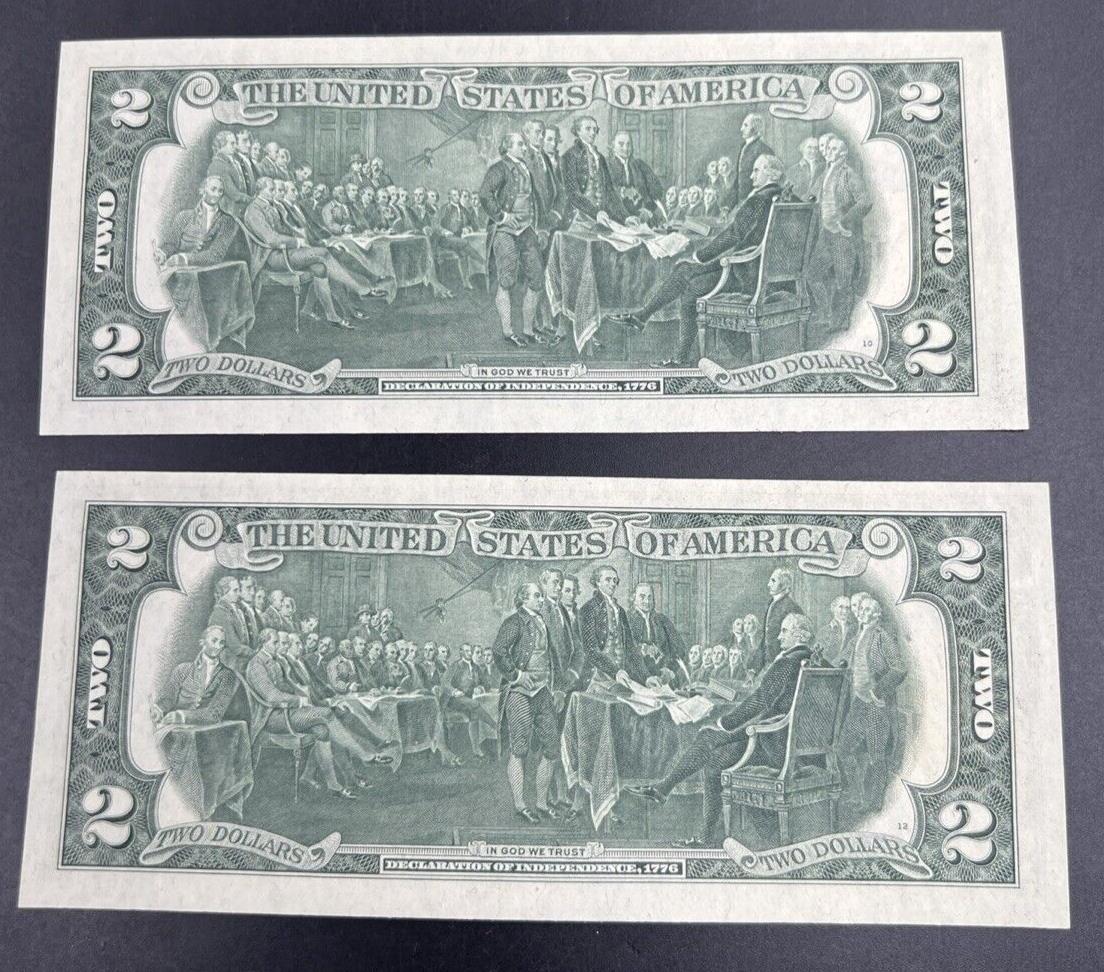 2 THE UNITED STATES OF AMERICA 2
TWO TWO
10
2 TWO DOLLARS IN GOD WE TRUST TWO DOLLARS 2
DECLARATION OF INDEPENDENCE, 1776
2 THE UNITED STATES OF AMERICA 2
TWO TWO
12
2 TWO DOLLARS IN GOD WE TRUST TWO DOLLARS 2
DECLARATION OF INDEPENDENCE, 1776